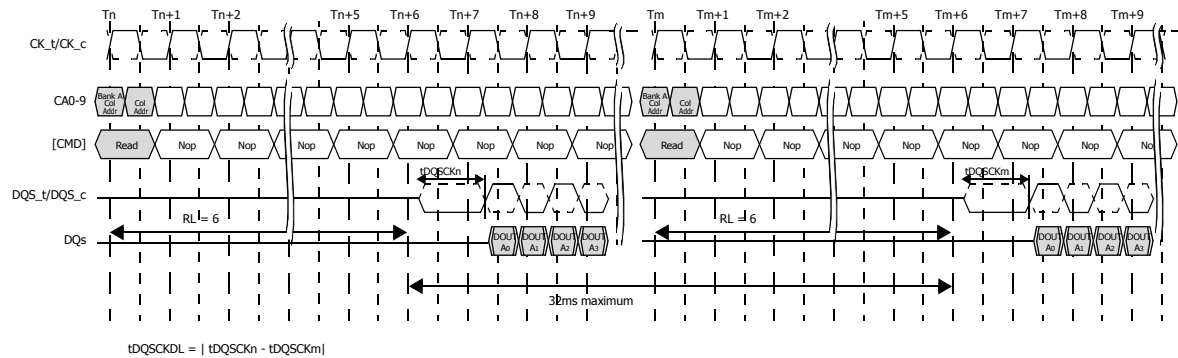 Tn Tn+1 Tn+2 Tn+5 Tn+6 Tn+7 Tn+8 Tn+9 Tm Tm+1 Tm+2 Tm+5 Tm+6 Tm+7 Tm+8 Tm+9
CK_t/CK_c
CA0-9 Bank A Col Addr Col Addr Bank A Col Addr Col Addr
[CMD] Read Nop Nop Nop Nop Nop Nop Nop Read Nop Nop Nop Nop Nop Nop Nop
tDQSCKn tDQSCKm
DQS_t/DQS_c
RL = 6 RL = 6
DQs DOUT A0 DOUT A1 DOUT A2 DOUT A3 DOUT A0 DOUT A1 DOUT A2 DOUT A3
32ms maximum
tDQSCKDL = | tDQSCKn - tDQSCKm|